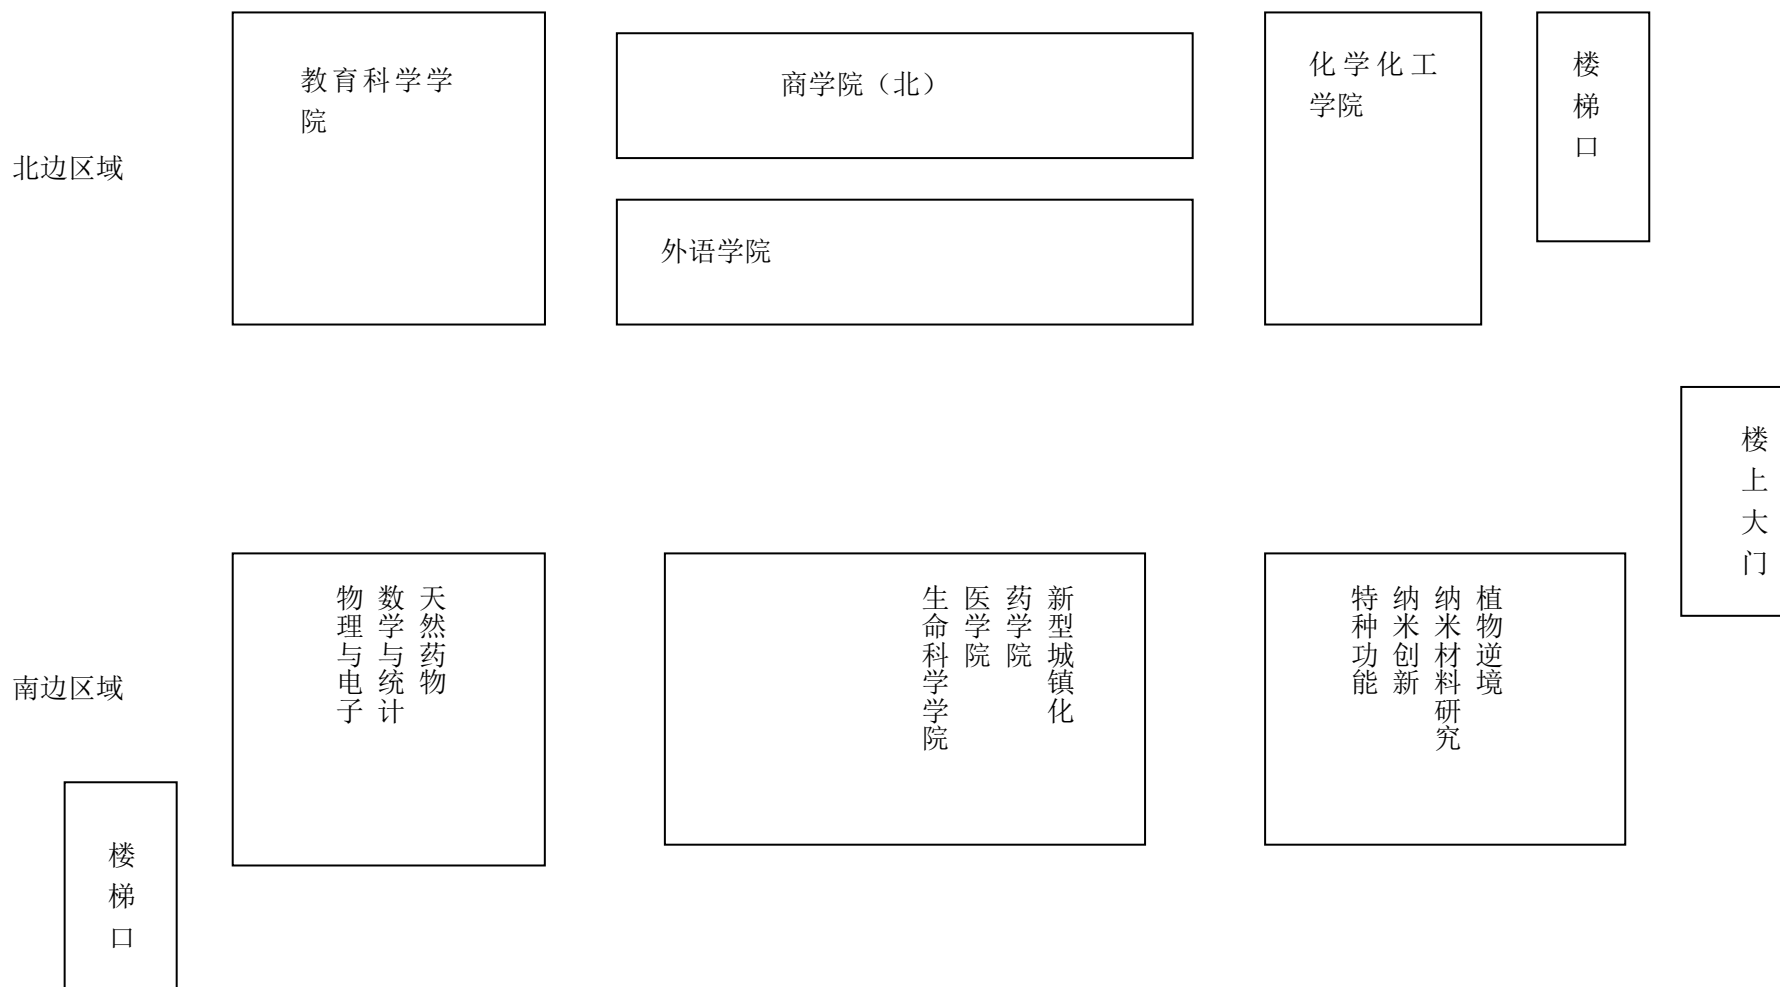 教育科学学
院
商学院（北）
化学化工
学院
楼
梯
口
北边区域
外语学院
楼
上
大
门
天然药物
数学与统计
物理与电子
新型城镇化
药学院
医学院
生命科学学院
植物逆境
纳米材料研究
纳米创新
特种功能
南边区域
楼
梯
口